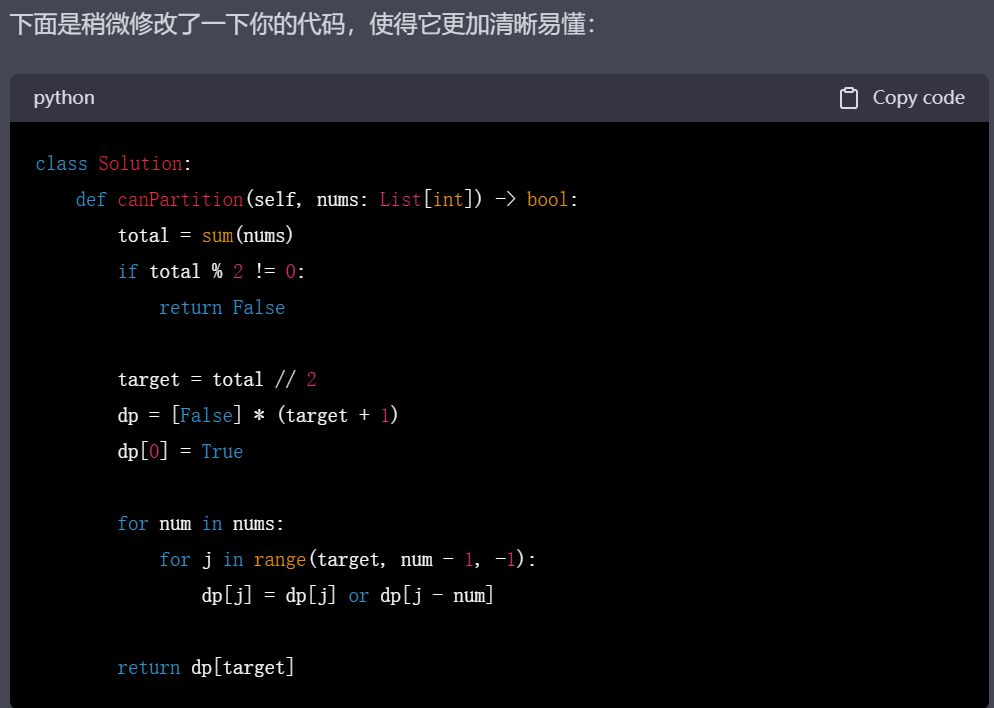 下面是稍微修改了一下你的代码，使得它更加清晰易懂：
python
Copy code
class Solution:
    def canPartition(self, nums: List[int]) -> bool:
        total = sum(nums)
        if total % 2 != 0:
            return False
        target = total // 2
        dp = [False] * (target + 1)
        dp[0] = True
        for num in nums:
            for j in range(target, num - 1, -1):
                dp[j] = dp[j] or dp[j - num]
        return dp[target]